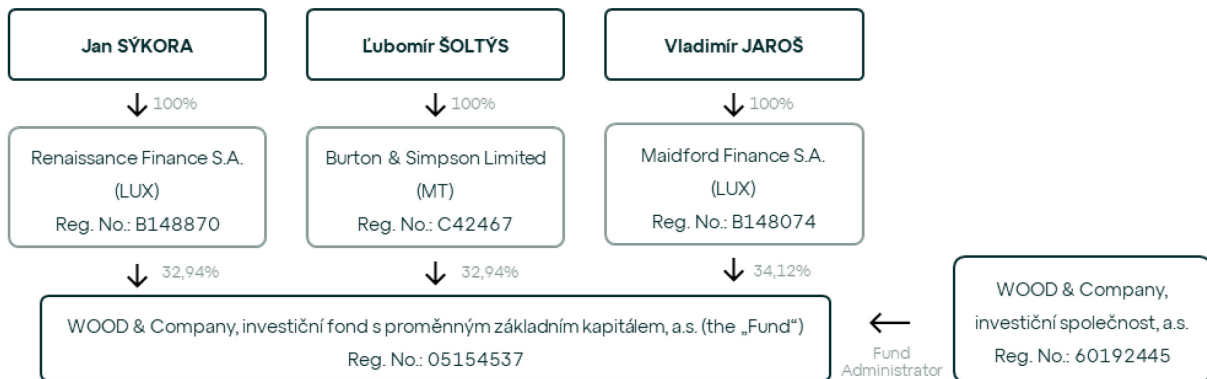 Jan SÝKORA
Ľubomír ŠOLTÝS
Vladimír JAROŠ
100%
100%
100%
Renaissance Finance S.A.
(LUX)
Reg. No.: B148870
Burton & Simpson Limited
(MT)
Reg. No.: C42467
Maidford Finance S.A.
(LUX)
Reg. No.: B148074
32,94%
32,94%
34,12%
WOOD & Company, investiční fond s proměnným základním kapitálem, a.s. (the „Fund“)
Reg. No.: 05154537
Fund
Administrator
WOOD & Company,
investiční společnost, a.s.
Reg. No.: 60192445